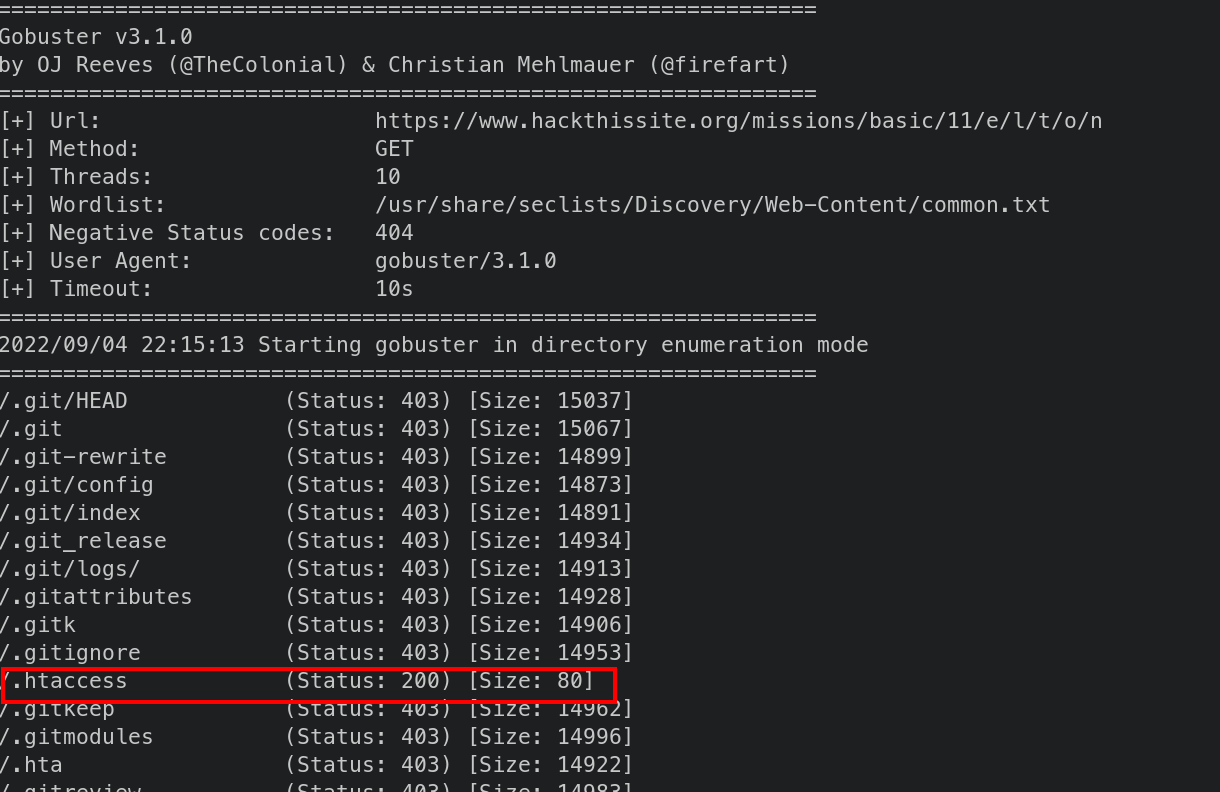 ===============================================================
Gobuster v3.1.0
by OJ Reeves (@TheColonial) & Christian Mehlmauer (@firefart)
===============================================================
[+] Url:                     https://www.hackthissite.org/missions/basic/11/e/l/t/o/n
[+] Method:                  GET
[+] Threads:                 10
[+] Wordlist:                /usr/share/seclists/Discovery/Web-Content/common.txt
[+] Negative Status codes:   404
[+] User Agent:              gobuster/3.1.0
[+] Timeout:                 10s
===============================================================
2022/09/04 22:15:13 Starting gobuster in directory enumeration mode
===============================================================
/.git/HEAD            (Status: 403) [Size: 15037]
/.git                 (Status: 403) [Size: 15067]
/.git-rewrite         (Status: 403) [Size: 14899]
/.git/config          (Status: 403) [Size: 14873]
/.git/index           (Status: 403) [Size: 14891]
/.git_release         (Status: 403) [Size: 14934]
/.git/logs/           (Status: 403) [Size: 14913]
/.gitattributes       (Status: 403) [Size: 14928]
/.gitk                (Status: 403) [Size: 14906]
/.gitignore           (Status: 403) [Size: 14953]
/.htaccess            (Status: 200) [Size: 80]
/.gitkeep             (Status: 403) [Size: 14962]
/.gitmodules          (Status: 403) [Size: 14996]
/.hta                 (Status: 403) [Size: 14922]
/.gitreview           (Status: 403) [Size: 14983]